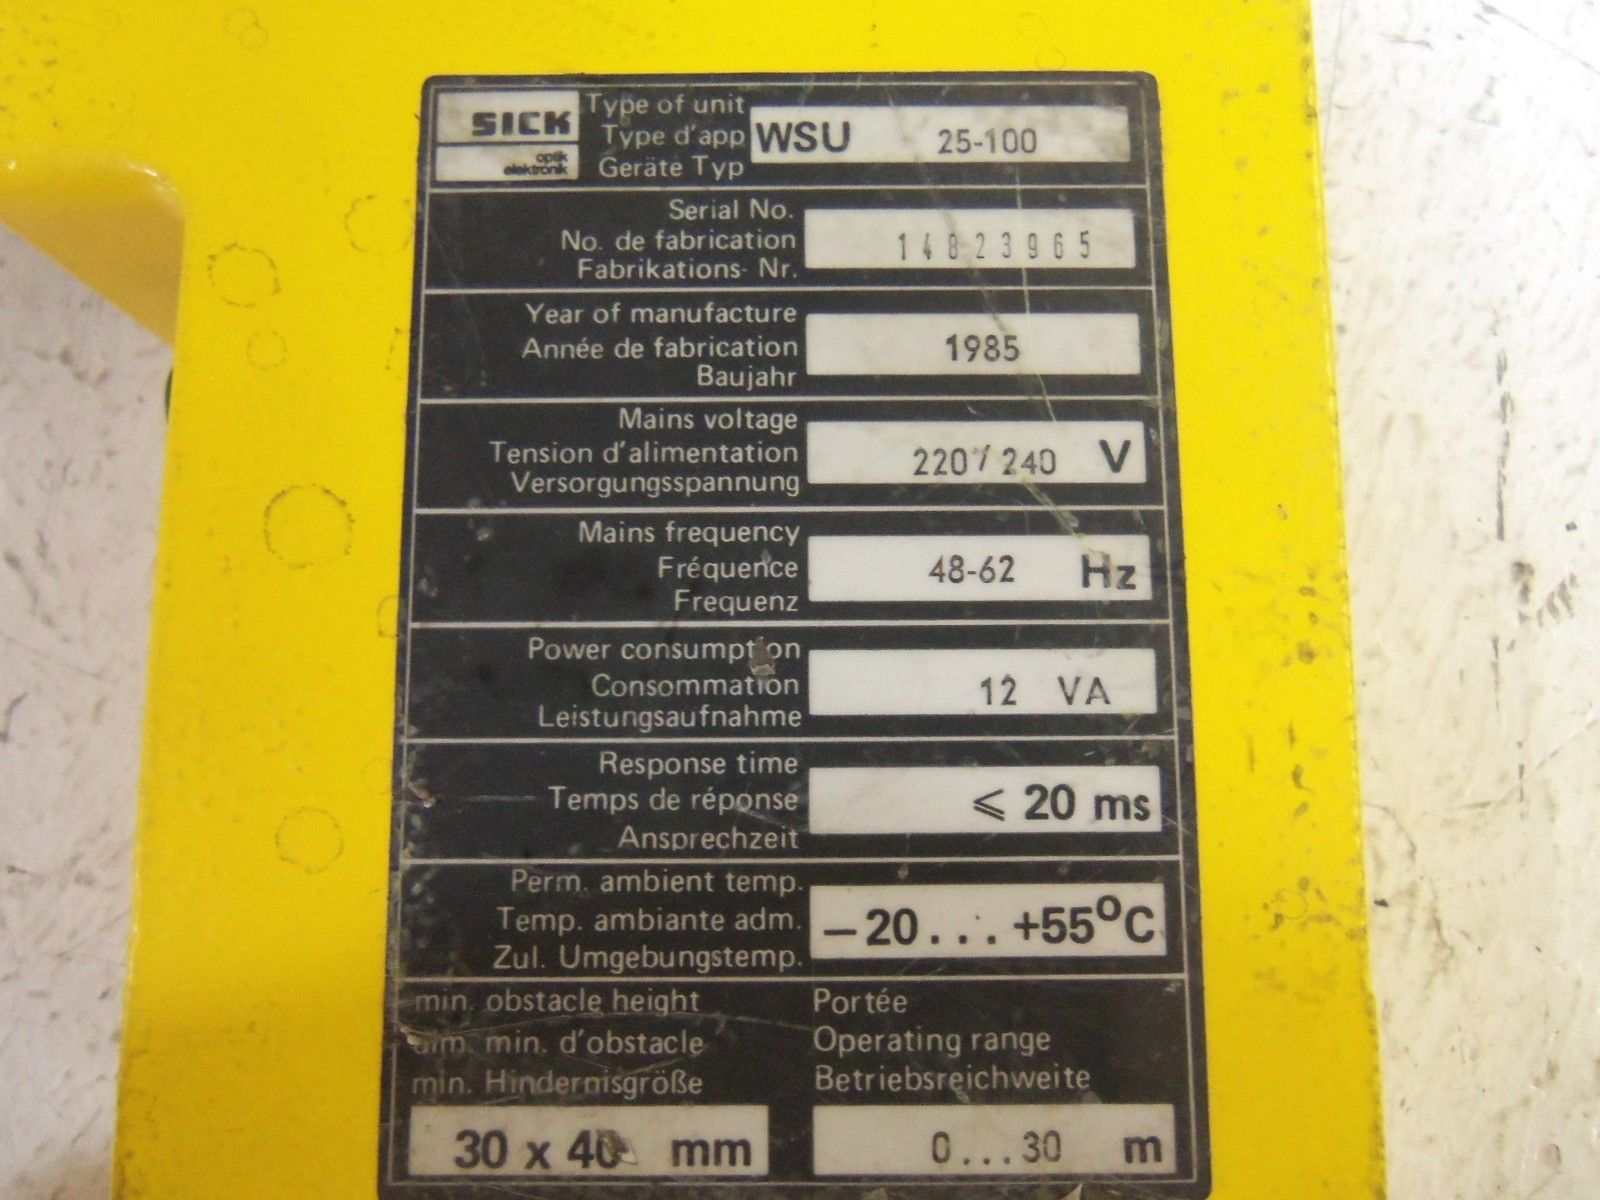 SICK
optik
elektronik
Type of unit
Type d'app
Geräte Typ
WSU 25-100
Serial No.
No. de fabrication
Fabrikations- Nr.
14823965
Year of manufacture
Année de fabrication
Baujahr
1985
Mains voltage
Tension d'alimentation
Versorgungsspannung
220/240 V
Mains frequency
Fréquence
Frequenz
48-62 Hz
Power consumption
Consommation
Leistungsaufnahme
12 VA
Response time
Temps de réponse
Ansprechzeit
⩽ 20 ms
Perm. ambient temp.
Temp. ambiante adm.
Zul. Umgebungstemp.
–20...+55°C
min. obstacle height
dim. min. d'obstacle
min. Hindernisgröße
30 x 40 mm
Portée
Operating range
Betriebsreichweite
0...30 m